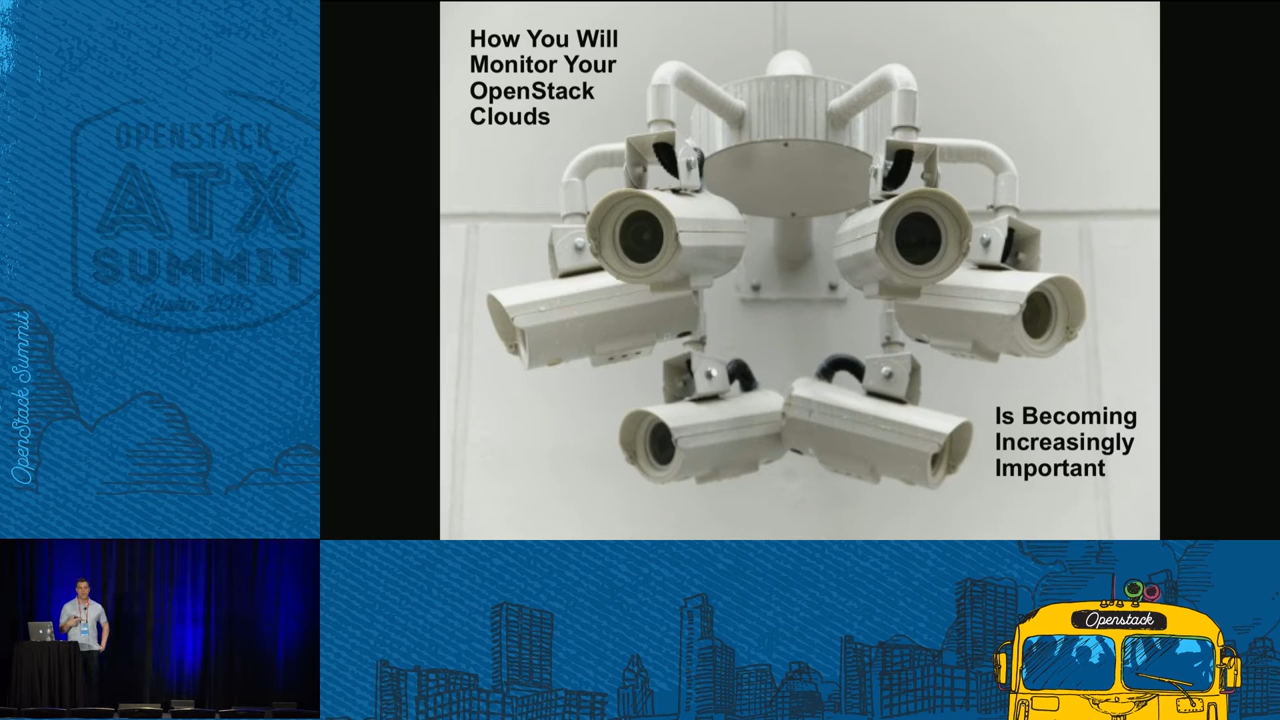 How You Will
Monitor Your
OpenStack
Clouds
OPENSTACK
ATX
SUMMIT
Austin 2016
OpenStack Summit
Is Becoming
Increasingly
Important
Openstack